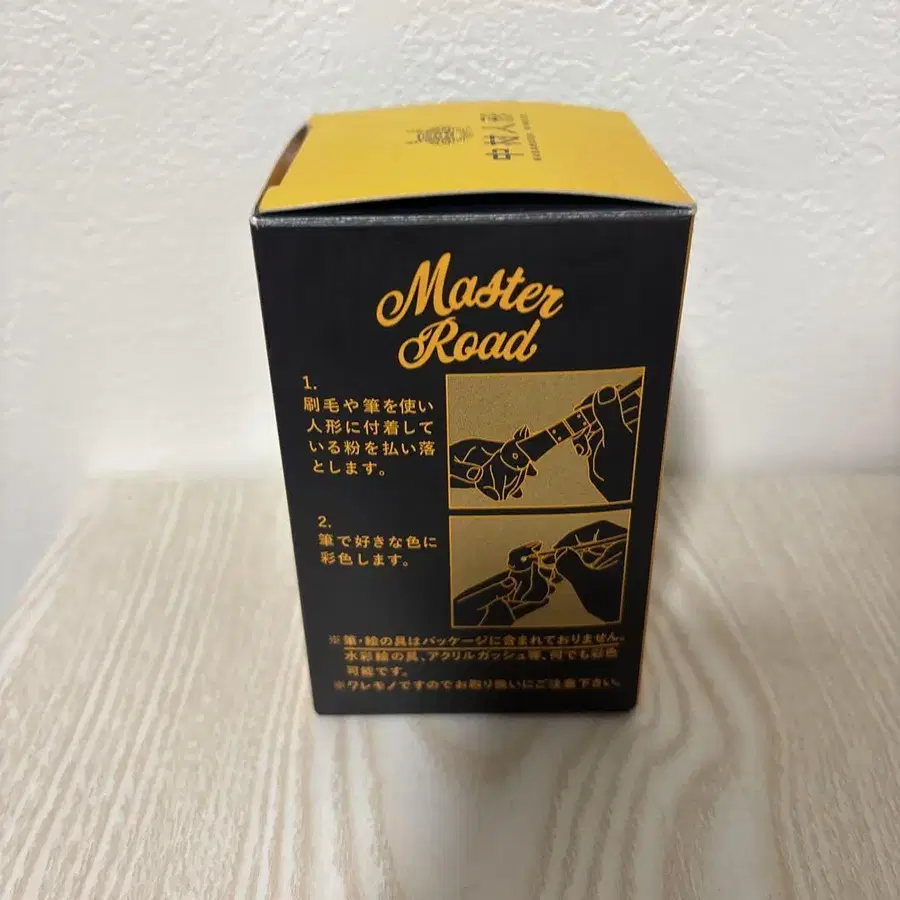 中村人形
Master
Road
1.
刷毛や筆を使い
人形に付着して
いる粉を払い落
とします。
2.
筆で好きな色に
彩色します。
※筆・絵の具はパッケージに含まれておりません。
水彩絵の具、アクリルガッシュ等、何でも彩色
可能です。
※ワレモノですのでお取り扱いにご注意下さい。